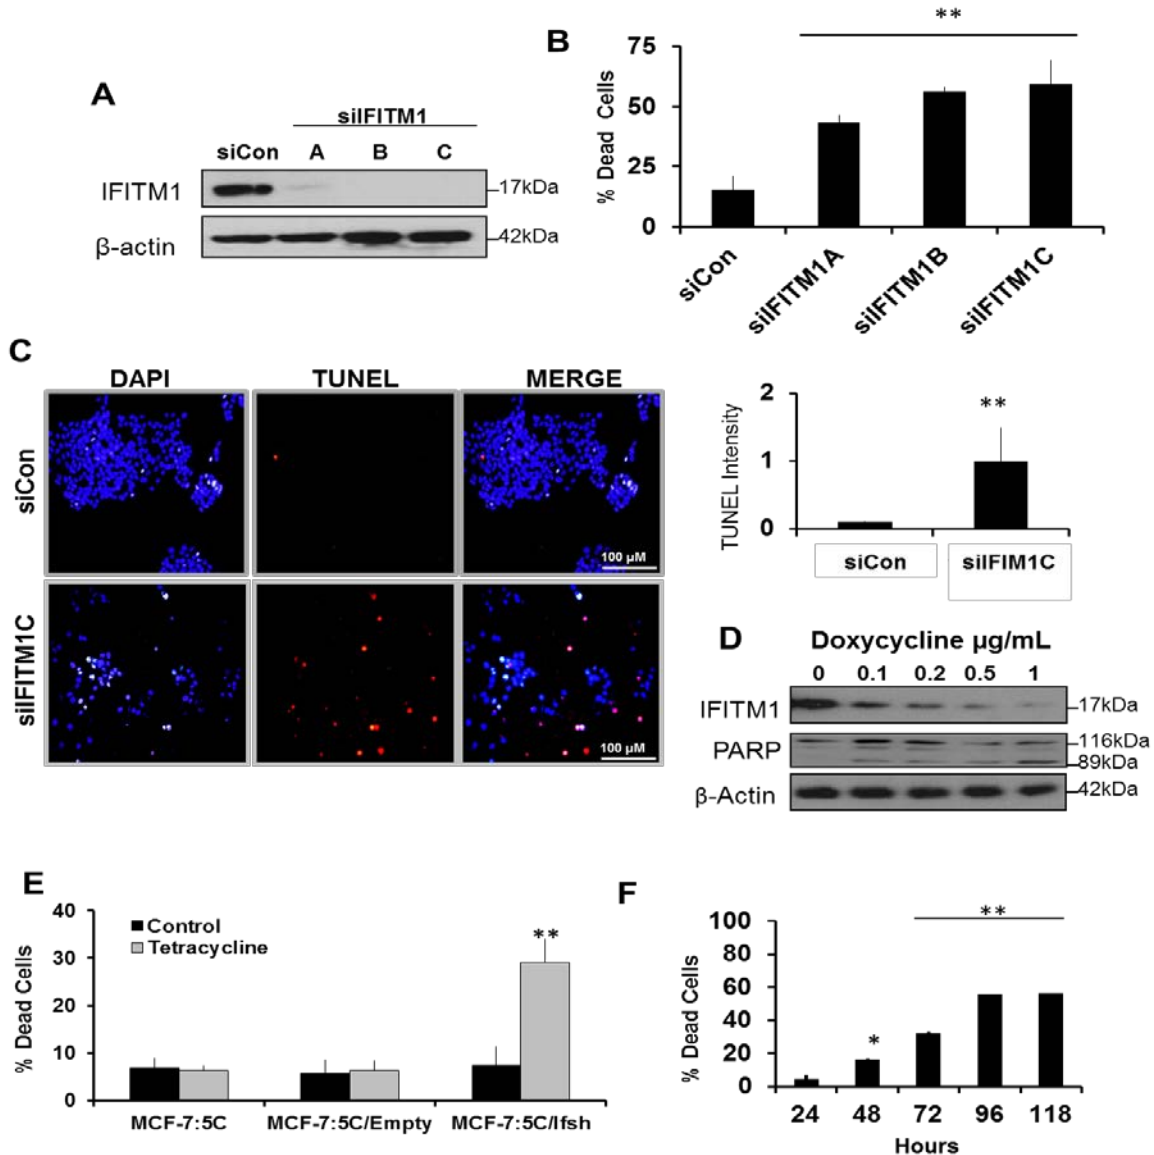 A
siIFITM1
siCon A B C
IFITM1
17kDa
β-actin
42kDa
B
**
% Dead Cells
75
50
25
0
siCon
siIFITM1A
siIFITM1B
siIFITM1C
C
DAPI TUNEL MERGE
siCon
100 µM
siIFITM1C
100 µM
TUNEL Intensity
2
1
0
**
siCon
siIFIM1C
D
Doxycycline µg/mL
0 0.1 0.2 0.5 1
IFITM1
17kDa
PARP
116kDa
89kDa
β-Actin
42kDa
E
% Dead Cells
40
30
20
10
0
Control
Tetracycline
**
MCF-7:5C MCF-7:5C/Empty MCF-7:5C/Ifsh
F
% Dead Cells
100
80
60
40
20
0
*
**
24 48 72 96 118
Hours